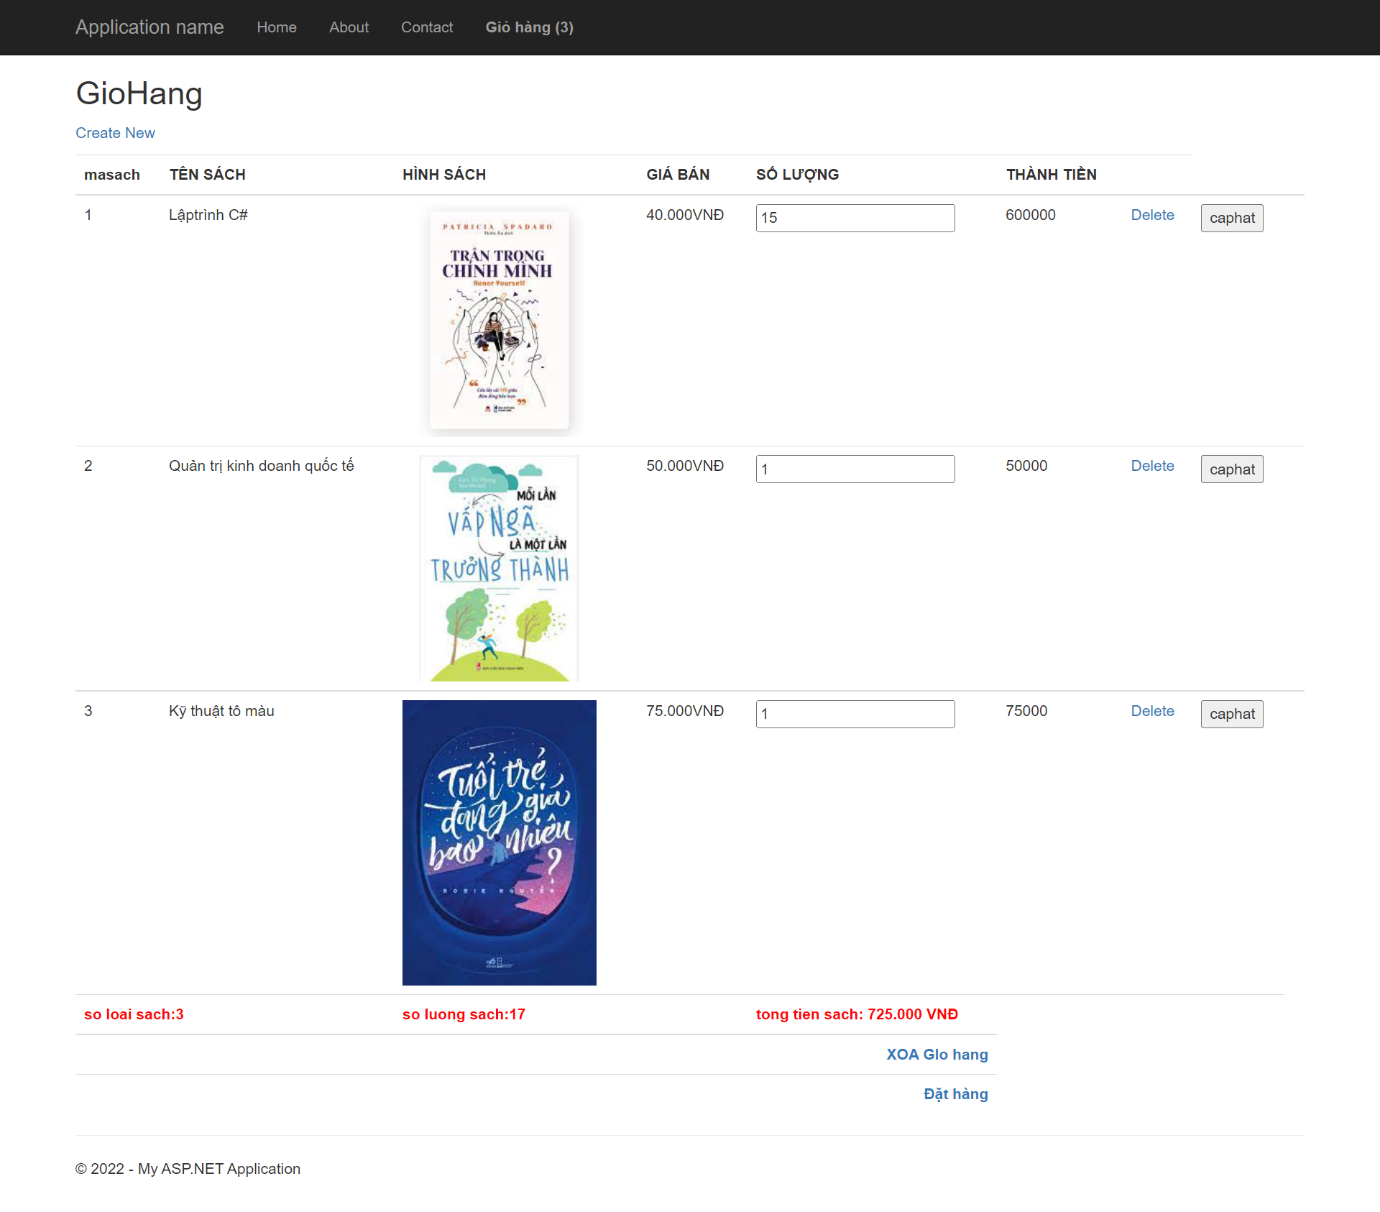 Application name Home About Contact Giỏ hàng (3)
GioHang
Create New
masach TÊN SÁCH HÌNH SÁCH GIÁ BÁN SỐ LƯỢNG THÀNH TIỀN
1 Lậptrình C# 40.000VNĐ 15 600000 Delete caphat
PATRICIA SPADARO
TRÂN TRỌNG
CHÍNH MÌNH
Honor Yourself
2 Quản trị kinh doanh quốc tế 50.000VNĐ 1 50000 Delete caphat
MỖI LẦN
VẤP NGÃ
LÀ MỘT LẦN
TRƯỞNG THÀNH
3 Kỹ thuật tô màu 75.000VNĐ 1 75000 Delete caphat
Tuổi trẻ
đáng giá
bao nhiêu
?
ROSIE NGUYỄN
so loai sach:3 so luong sach:17 tong tien sach: 725.000 VNĐ
XOA GIo hang
Đặt hàng
© 2022 - My ASP.NET Application